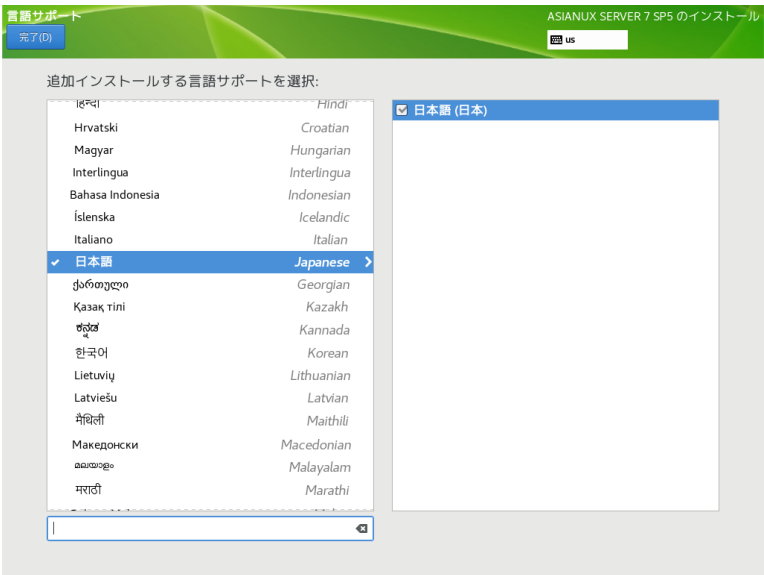 言語サポート
ASIANUX SERVER 7 SP5 のインストール
完了(D)
us
追加インストールする言語サポートを選択:
हिन्दी Hindi
Hrvatski Croatian
Magyar Hungarian
Interlingua Interlingua
Bahasa Indonesia Indonesian
Íslenska Icelandic
Italiano Italian
日本語 Japanese
ქართული Georgian
Қазақ тілі Kazakh
ಕನ್ನಡ Kannada
한국어 Korean
Lietuvių Lithuanian
Latviešu Latvian
मैथिली Maithili
Македонски Macedonian
മലയാളം Malayalam
मराठी Marathi
日本語 (日本)